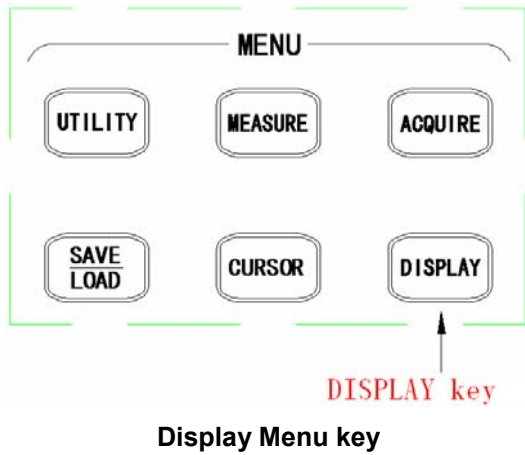 MENU
UTILITY MEASURE ACQUIRE
SAVE
LOAD
CURSOR DISPLAY
DISPLAY key
Display Menu key